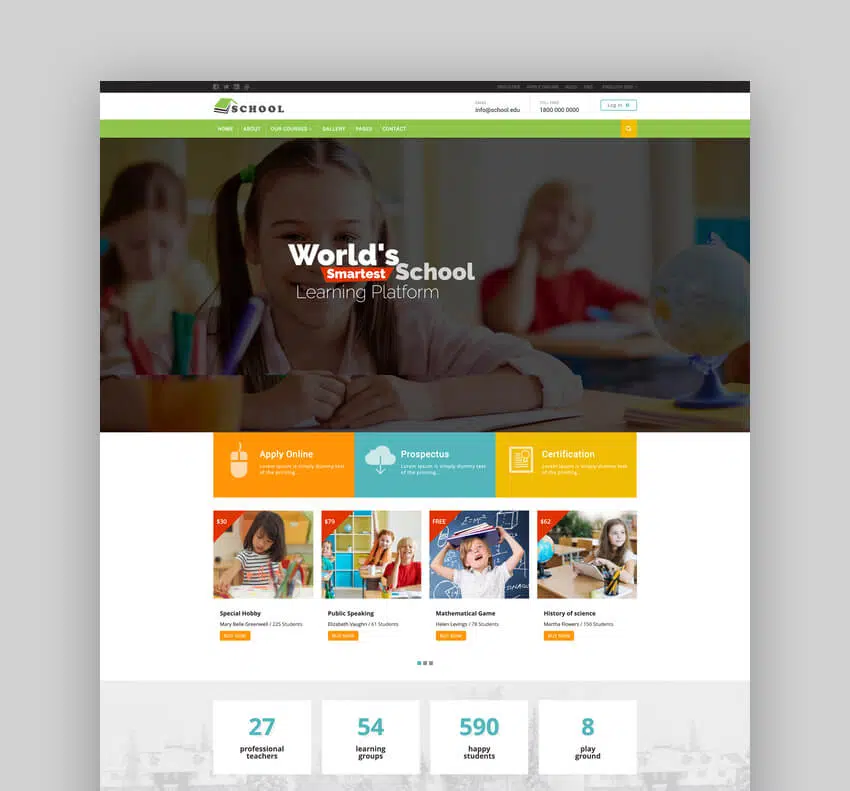 REGISTER APPLY ONLINE BLOG FAQ ENGLISH (US)
SCHOOL
EMAIL
info@school.edu
TOLL FREE
1800 000 0000
Log in
HOME ABOUT OUR COURSES GALLERY PAGES CONTACT
World's
Smartest School
Learning Platform
Apply Online
Lorem Ipsum is simply dummy text
of the printing...
Prospectus
Lorem Ipsum is simply dummy text
of the printing...
Certification
Lorem Ipsum is simply dummy text
of the printing...
$30
$79
FREE
E=mc²
$62
Special Hobby
Mary Belle Greenwell / 225 Students
BUY NOW
Public Speaking
Elizabeth Vaughn / 61 Students
BUY NOW
Mathematical Game
Helen Levings / 78 Students
BUY NOW
History of science
Martha Flowers / 150 Students
BUY NOW
27
professional
teachers
54
learning
groups
590
happy
students
8
play
ground